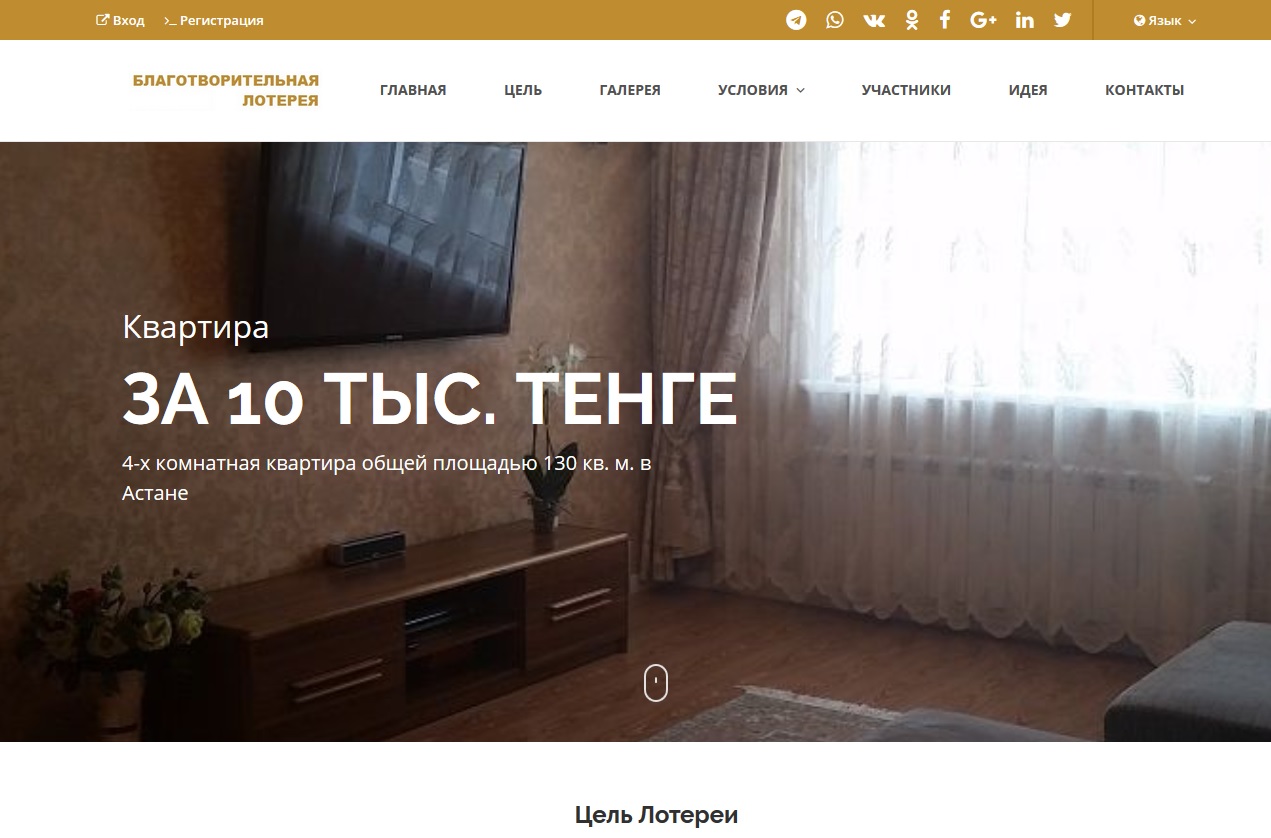 Вход
Регистрация
Язык
БЛАГОТВОРИТЕЛЬНАЯ
ЛОТЕРЕЯ
ГЛАВНАЯ
ЦЕЛЬ
ГАЛЕРЕЯ
УСЛОВИЯ
УЧАСТНИКИ
ИДЕЯ
КОНТАКТЫ
Квартира
ЗА 10 ТЫС. ТЕНГЕ
4-х комнатная квартира общей площадью 130 кв. м. в
Астане
Цель Лотереи